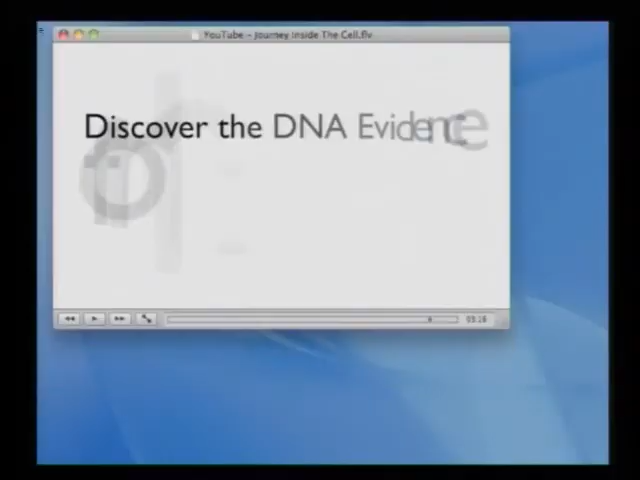 YouTube - Journey Inside The Cell.flv
Discover the DNA Evidence